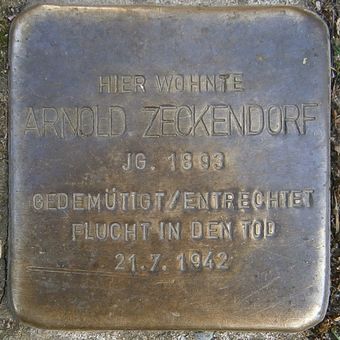 HIER WOHNTE
ARNOLD ZECKENDORF
JG. 1893
GEDEMÜTIGT/ENTRECHTET
FLUCHT IN DEN TOD
21.7.1942